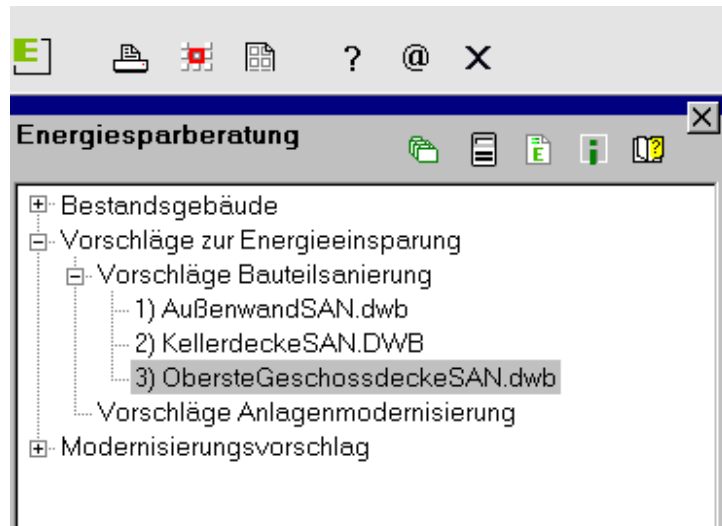 E]
? @ X
Energiesparberatung
E i ?
Bestandsgebäude
Vorschläge zur Energieeinsparung
Vorschläge Bauteilsanierung
1) AußenwandSAN.dwb
2) KellerdeckeSAN.DWB
3) ObersteGeschossdeckeSAN.dwb
Vorschläge Anlagenmodernisierung
Modernisierungsvorschlag